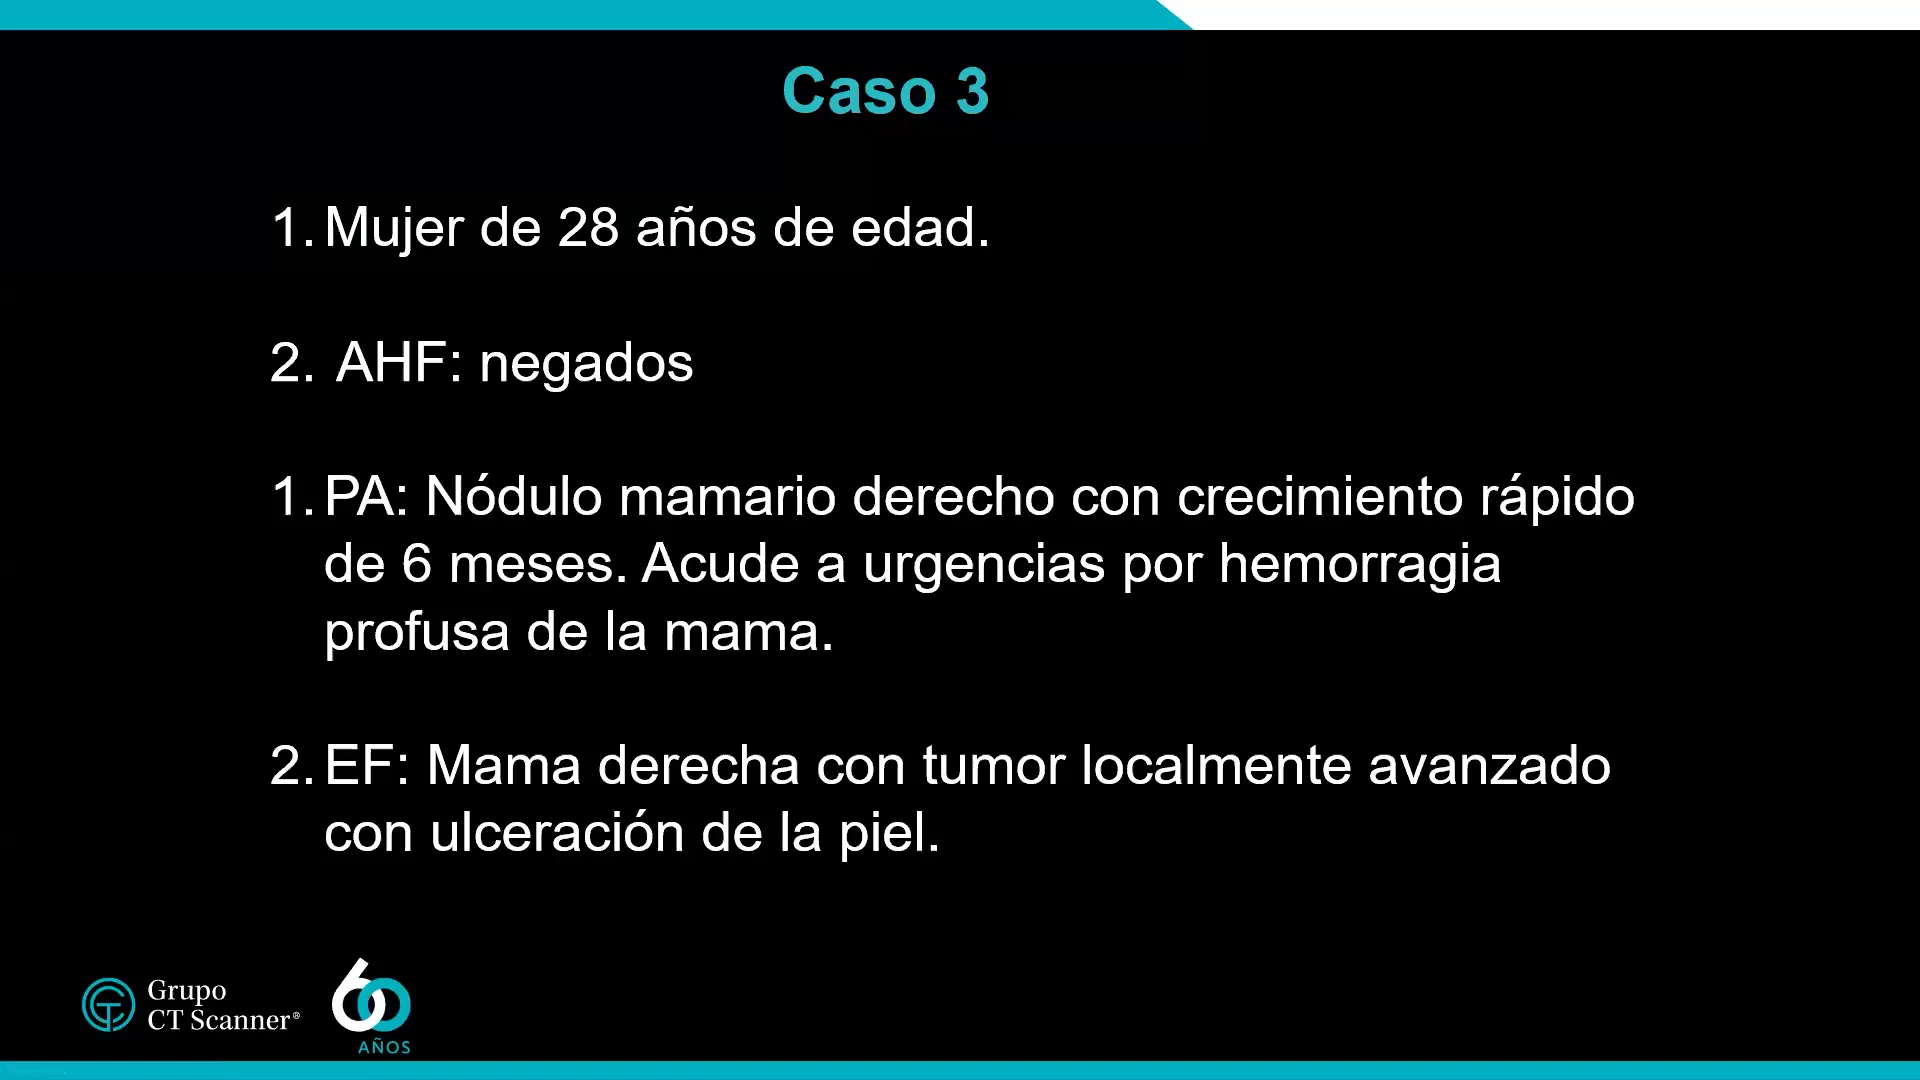 Caso 3
1. Mujer de 28 años de edad.
2. AHF: negados
1. PA: Nódulo mamario derecho con crecimiento rápido
de 6 meses. Acude a urgencias por hemorragia
profusa de la mama.
2. EF: Mama derecha con tumor localmente avanzado
con ulceración de la piel.
Grupo
CT Scanner®
60
AÑOS